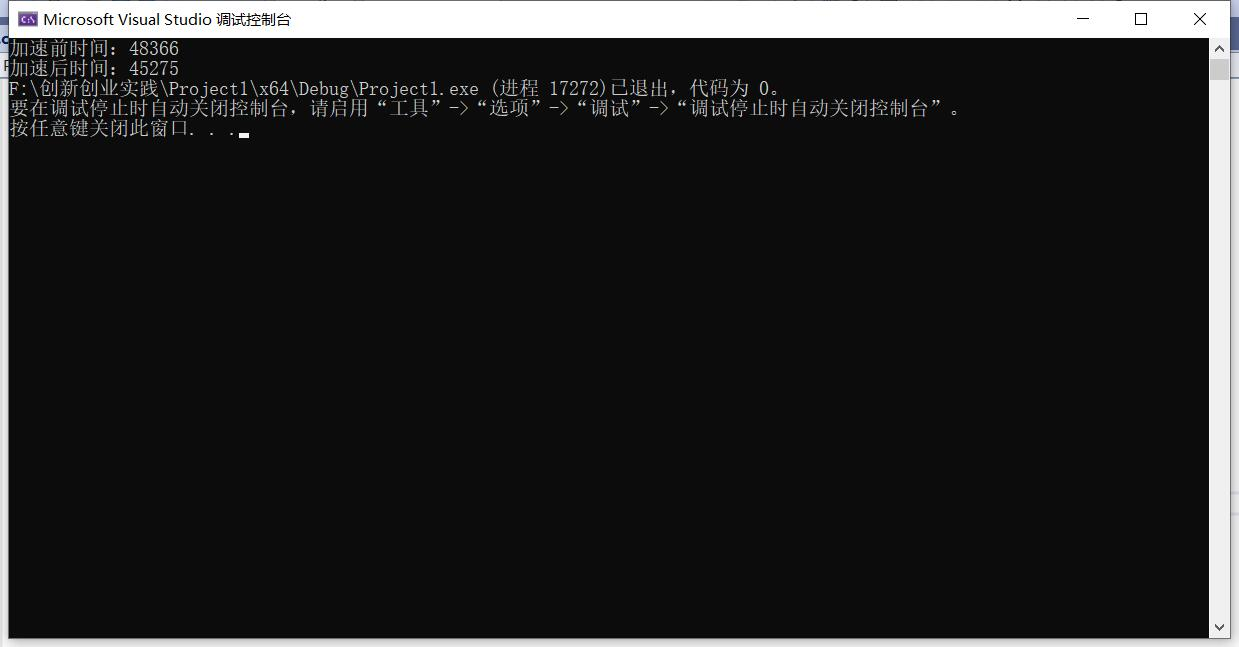 Microsoft Visual Studio 调试控制台
加速前时间：48366
加速后时间：45275
F:\创新创业实践\Project1\x64\Debug\Project1.exe (进程 17272)已退出，代码为 0。
要在调试停止时自动关闭控制台，请启用“工具”->“选项”->“调试”->“调试停止时自动关闭控制台”。
按任意键关闭此窗口. . .